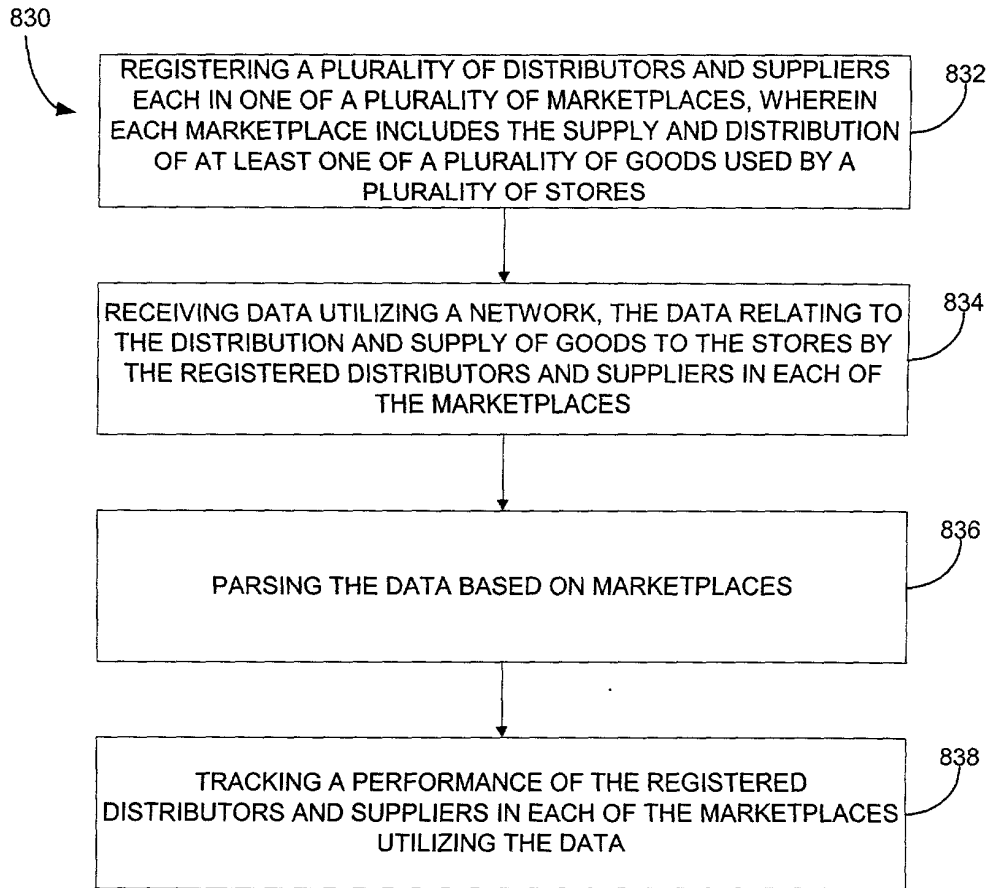 830
REGISTERING A PLURALITY OF DISTRIBUTORS AND SUPPLIERS
EACH IN ONE OF A PLURALITY OF MARKETPLACES, WHEREIN
EACH MARKETPLACE INCLUDES THE SUPPLY AND DISTRIBUTION
OF AT LEAST ONE OF A PLURALITY OF GOODS USED BY A
PLURALITY OF STORES
832
RECEIVING DATA UTILIZING A NETWORK, THE DATA RELATING TO
THE DISTRIBUTION AND SUPPLY OF GOODS TO THE STORES BY
THE REGISTERED DISTRIBUTORS AND SUPPLIERS IN EACH OF
THE MARKETPLACES
834
PARSING THE DATA BASED ON MARKETPLACES
836
TRACKING A PERFORMANCE OF THE REGISTERED
DISTRIBUTORS AND SUPPLIERS IN EACH OF THE MARKETPLACES
UTILIZING THE DATA
838